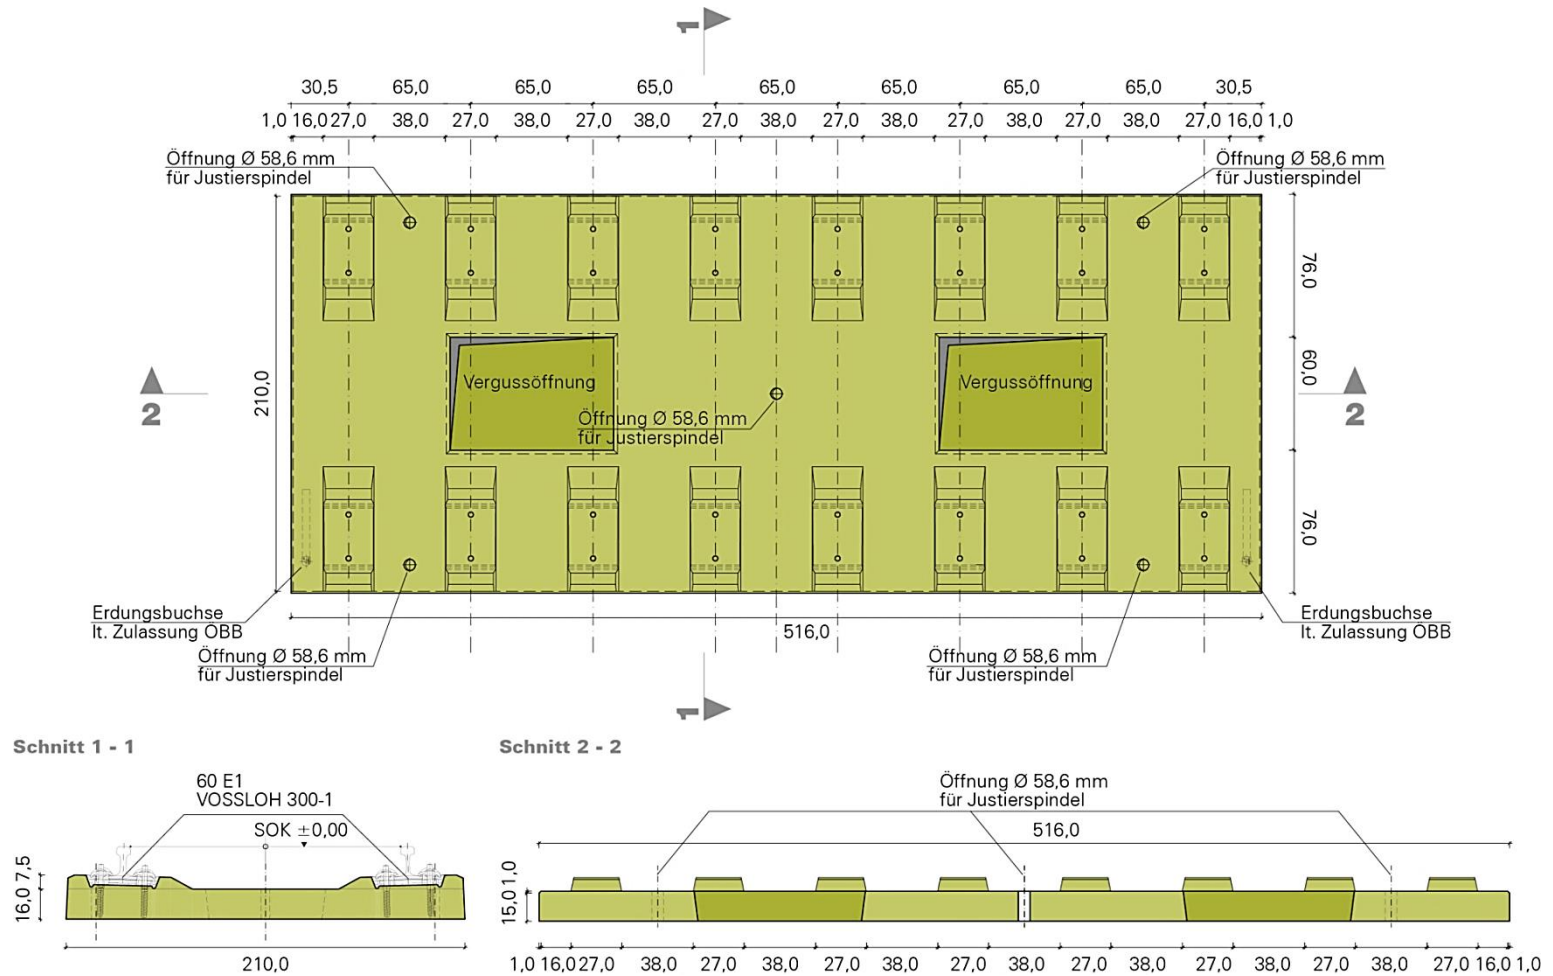 1
30,5 65,0 65,0 65,0 65,0 65,0 65,0 65,0 30,5
1,0 16,0 27,0 38,0 27,0 38,0 27,0 38,0 27,0 38,0 27,0 38,0 27,0 38,0 27,0 38,0 27,0 16,0 1,0
Öffnung Ø 58,6 mm
für Justierspindel
Öffnung Ø 58,6 mm
für Justierspindel
76,0
60,0
76,0
210,0
2
2
Vergussöffnung
Vergussöffnung
Öffnung Ø 58,6 mm
für Justierspindel
Erdungsbuchse
lt. Zulassung ÖBB
Erdungsbuchse
lt. Zulassung ÖBB
516,0
Öffnung Ø 58,6 mm
für Justierspindel
Öffnung Ø 58,6 mm
für Justierspindel
1
Schnitt 1 - 1
60 E1
VOSSLOH 300-1
SOK ±0,00
16,0 7,5
210,0
Schnitt 2 - 2
Öffnung Ø 58,6 mm
für Justierspindel
516,0
15,0 1,0
1,0 16,0 27,0 38,0 27,0 38,0 27,0 38,0 27,0 38,0 27,0 38,0 27,0 38,0 27,0 38,0 27,0 16,0 1,0